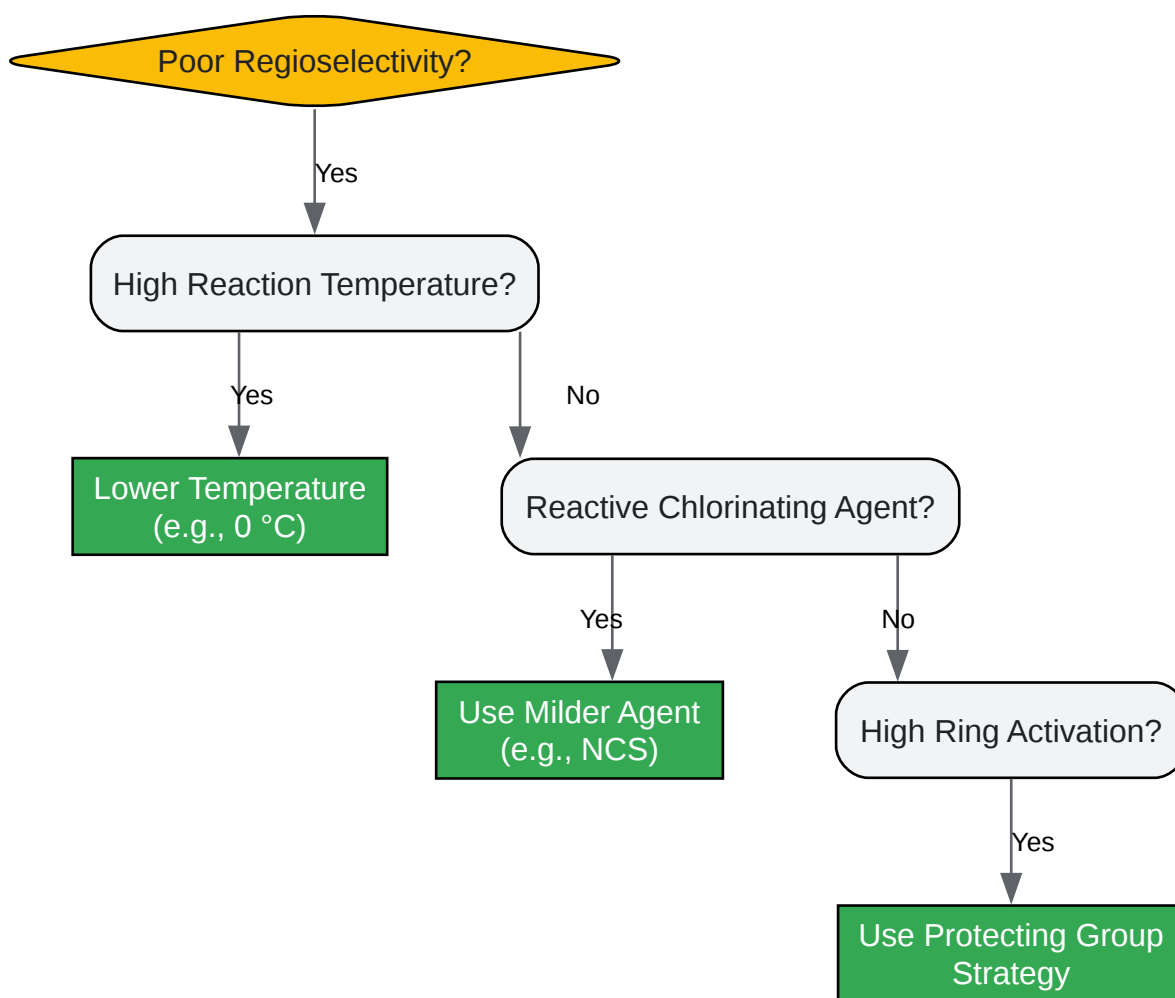 Poor Regioselectivity?
Yes
High Reaction Temperature?
Yes
No
Lower Temperature
(e.g., 0 °C)
Reactive Chlorinating Agent?
Yes
No
Use Milder Agent
(e.g., NCS)
High Ring Activation?
Yes
Use Protecting Group
Strategy